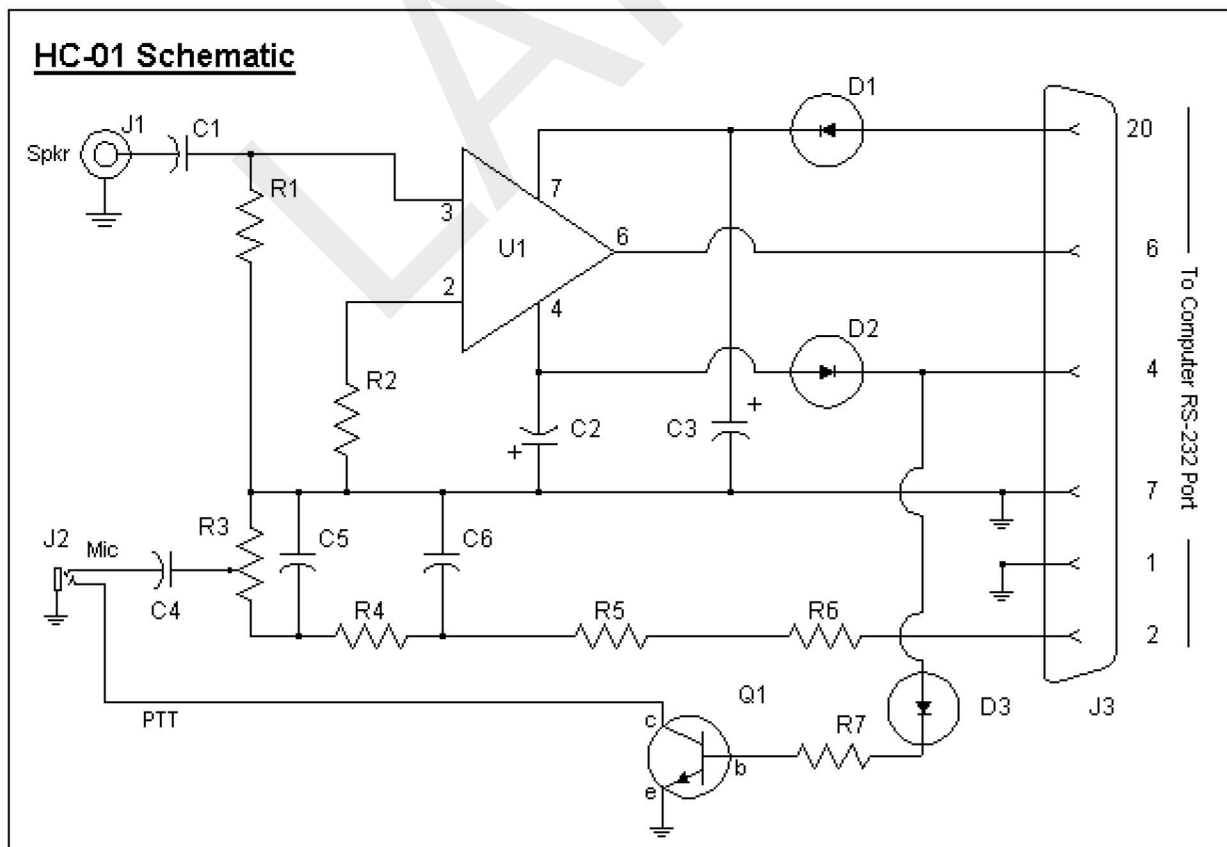 HC-01 Schematic
D1
J1
C1
20
Spkr
R1
7
3
6
U1
6
2
4
D2
4
R2
C2
C3
+
+
7
To Computer RS-232 Port
R3
C5
C6
J2
Mic
1
C4
R4
R5
R6
2
Q1
D3
J3
PTT
c
R7
b
e